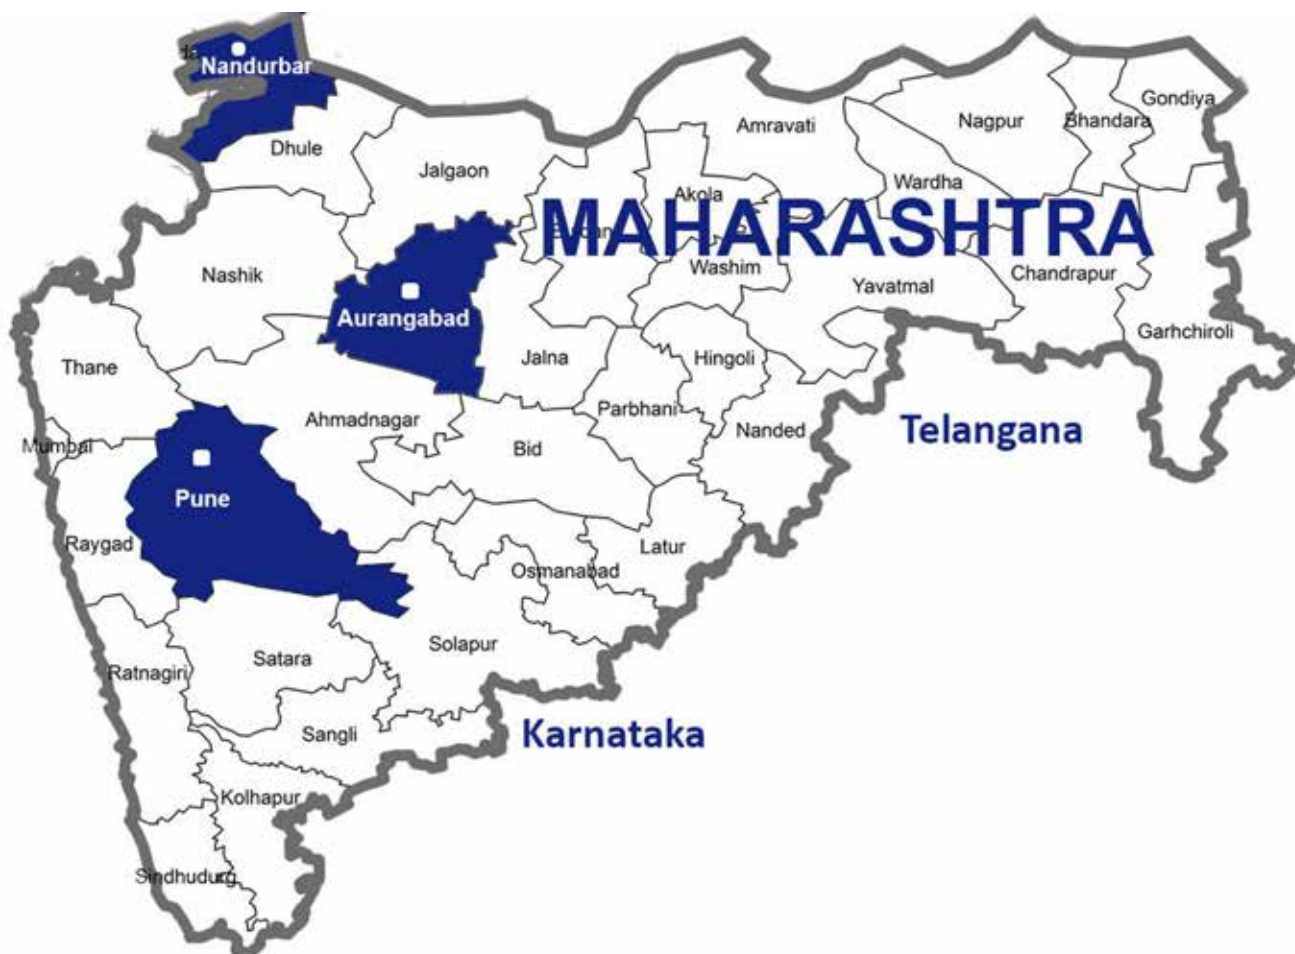 Nandurbar
Dhule
Jalgaon
Amravati
Nagpur
Bhandara
Gondiya
Akola
Wardha
MAHARASHTRA
Nashik
Washim
Yavatmal
Chandrapur
Garhchiroli
Aurangabad
Jalna
Hingoli
Thane
Ahmadnagar
Parbhani
Nanded
Telangana
Mumbai
Bid
Pune
Raygad
Latur
Osmanabad
Solapur
Satara
Ratnagiri
Sangli
Karnataka
Kolhapur
Sindhudurg